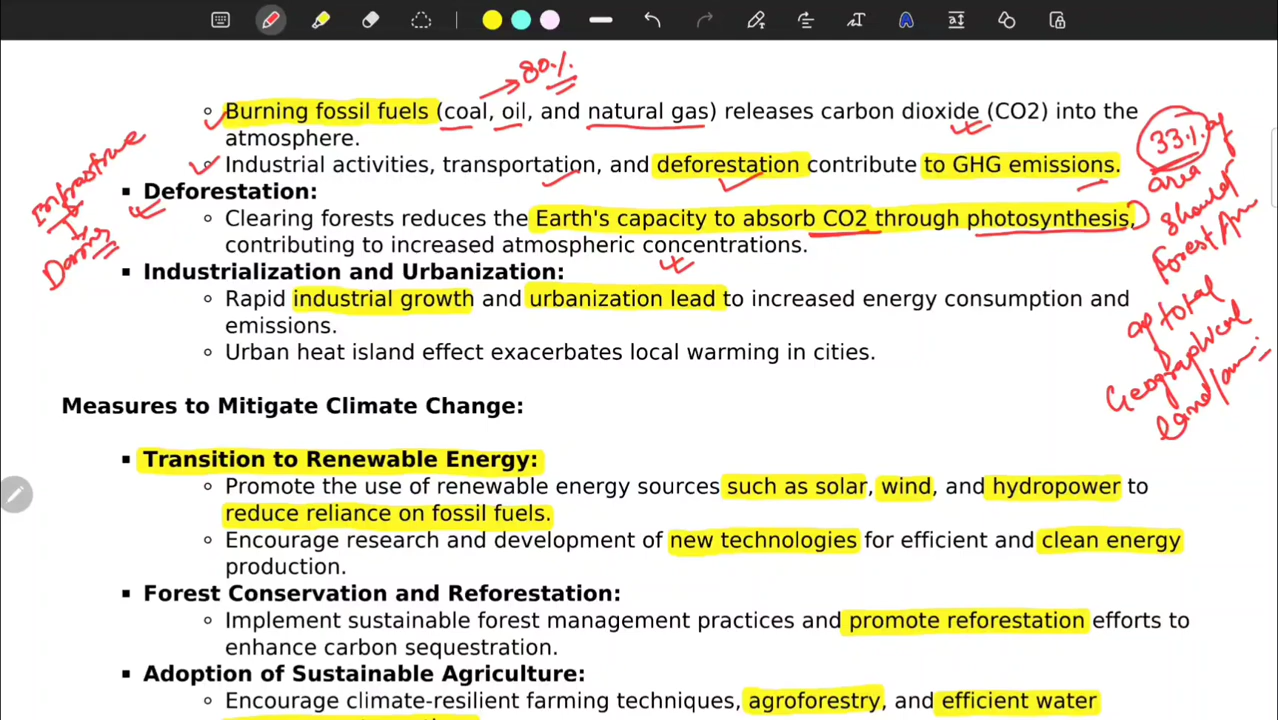 80%
◦ Burning fossil fuels (coal, oil, and natural gas) releases carbon dioxide (CO2) into the
atmosphere.
◦ Industrial activities, transportation, and deforestation contribute to GHG emissions.
▪ Deforestation:
◦ Clearing forests reduces the Earth's capacity to absorb CO2 through photosynthesis,
contributing to increased atmospheric concentrations.
▪ Industrialization and Urbanization:
◦ Rapid industrial growth and urbanization lead to increased energy consumption and
emissions.
◦ Urban heat island effect exacerbates local warming in cities.
33% of
area
should
Forest
of total
Geographical
land/
Dams
Measures to Mitigate Climate Change:
▪ Transition to Renewable Energy:
◦ Promote the use of renewable energy sources such as solar, wind, and hydropower to
reduce reliance on fossil fuels.
◦ Encourage research and development of new technologies for efficient and clean energy
production.
▪ Forest Conservation and Reforestation:
◦ Implement sustainable forest management practices and promote reforestation efforts to
enhance carbon sequestration.
▪ Adoption of Sustainable Agriculture:
◦ Encourage climate-resilient farming techniques, agroforestry, and efficient water